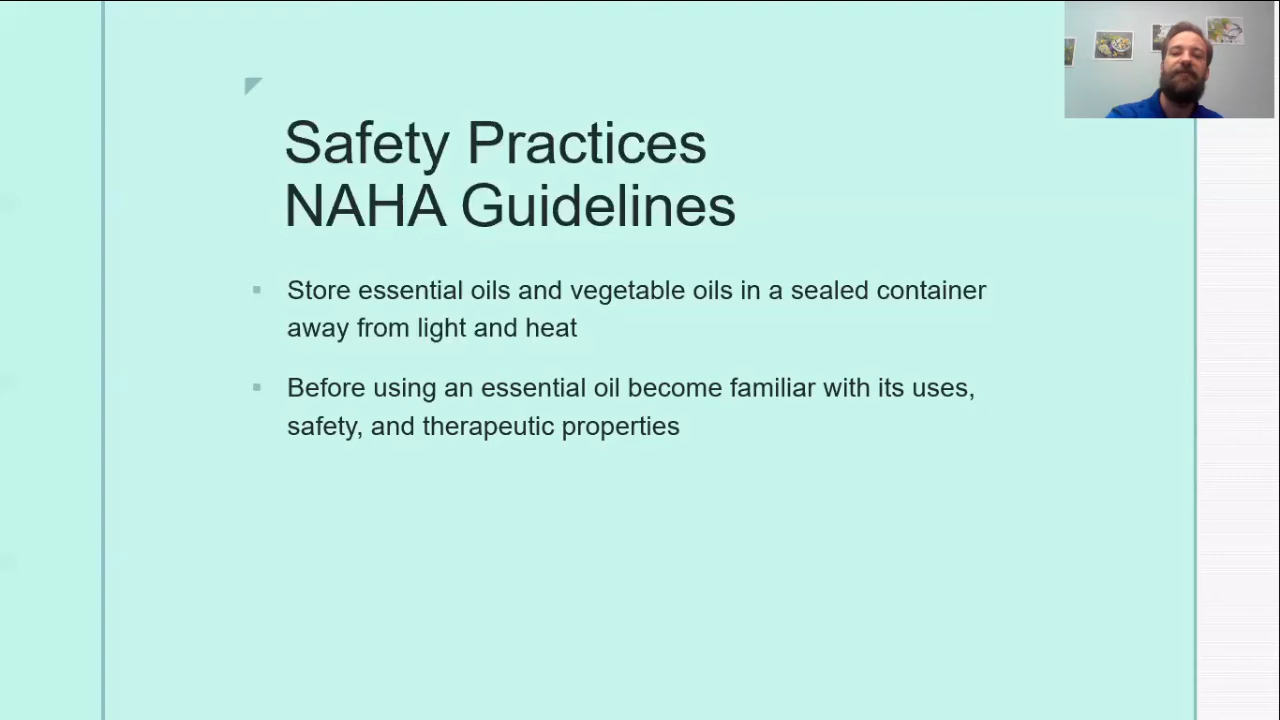 Safety Practices
NAHA Guidelines
Store essential oils and vegetable oils in a sealed container
away from light and heat
Before using an essential oil become familiar with its uses,
safety, and therapeutic properties